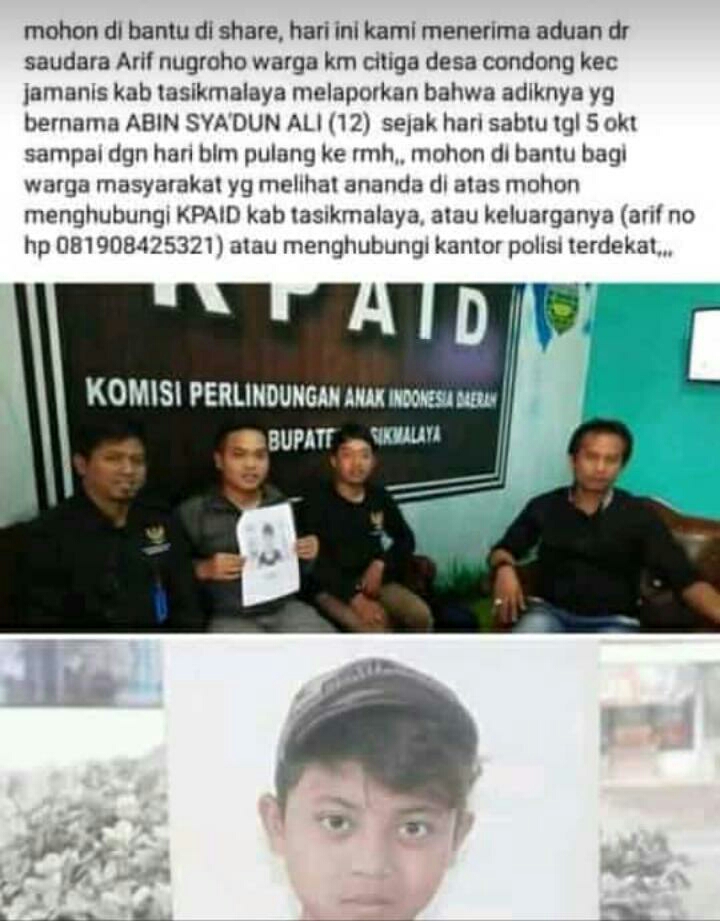 mohon di bantu di share, hari ini kami menerima aduan dr
saudara Arif nugroho warga km citiga desa condong kec
jamanis kab tasikmalaya melaporkan bahwa adiknya yg
bernama ABIN SYA'DUN ALI (12) sejak hari sabtu tgl 5 okt
sampai dgn hari blm pulang ke rmh,, mohon di bantu bagi
warga masyarakat yg melihat ananda di atas mohon
menghubungi KPAID kab tasikmalaya, atau keluarganya (arif no
hp 081908425321) atau menghubungi kantor polisi terdekat,,,
KPAID
KOMISI PERLINDUNGAN ANAK INDONESIA DAERAH
BUPATE SIKMALAYA